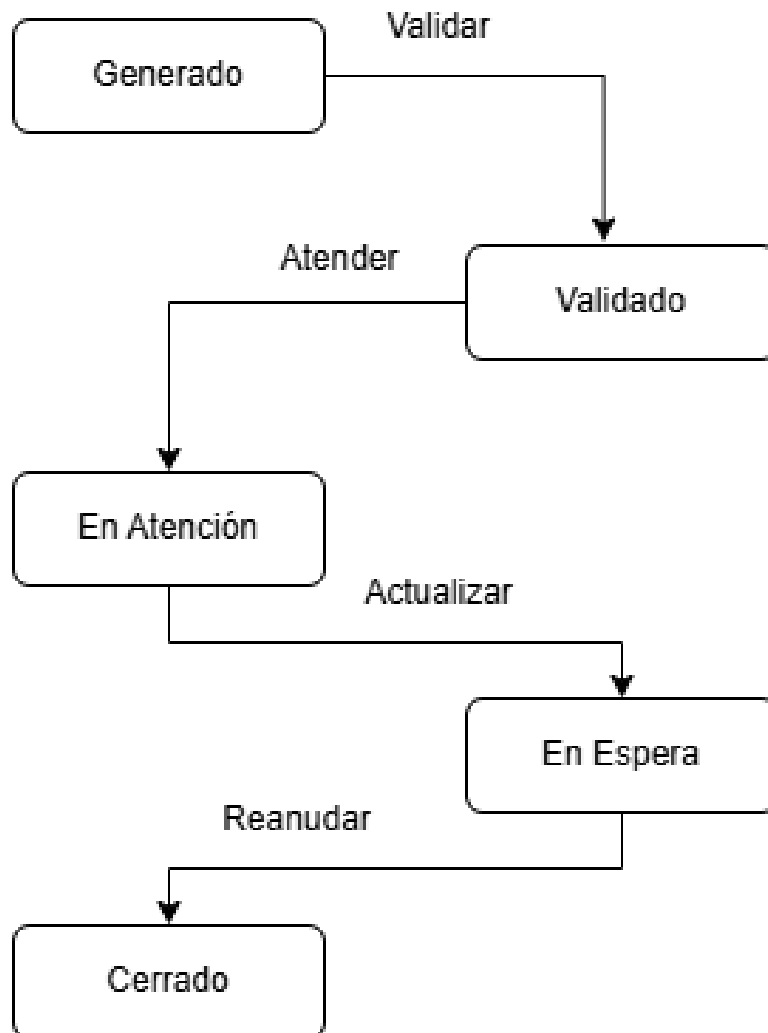 Validar
Generado
Atender
Validado
En Atención
Actualizar
En Espera
Reanudar
Cerrado